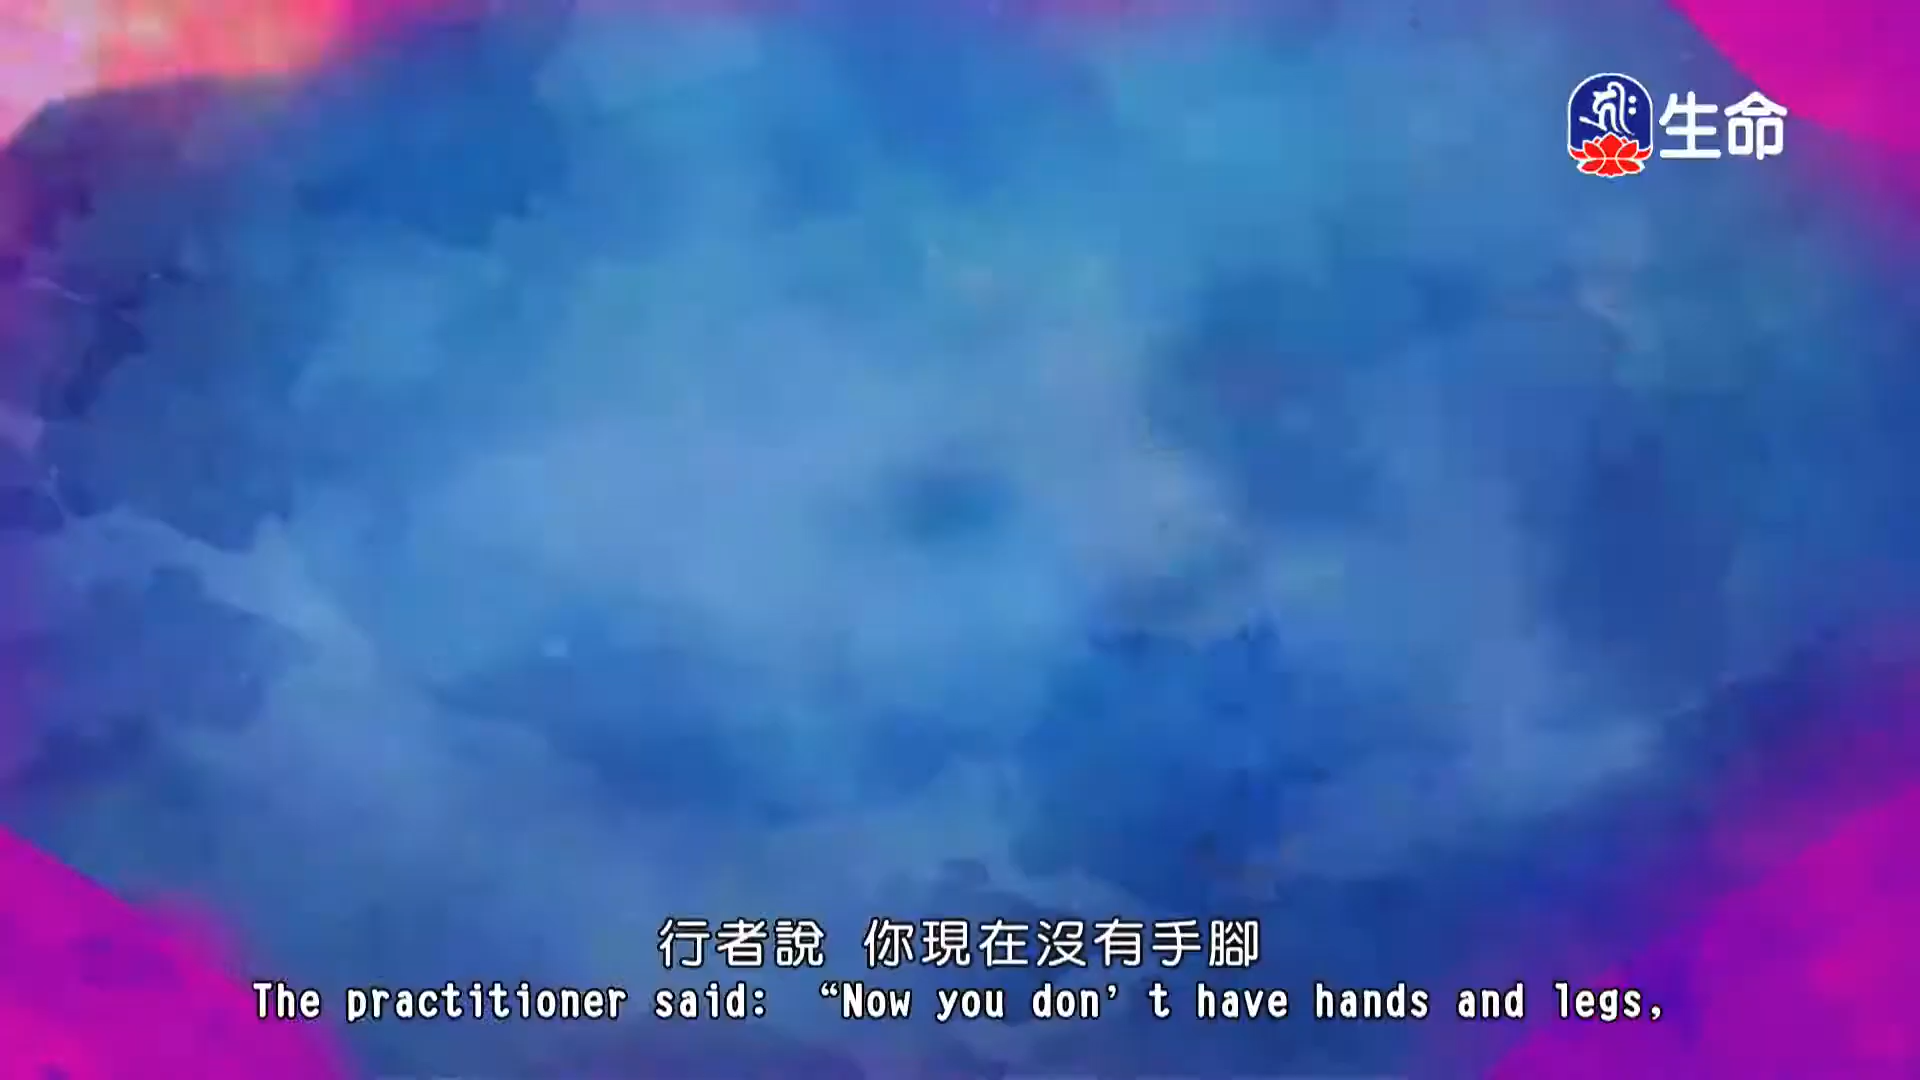 生命
行者說 你現在沒有手腳
The practitioner said: “Now you don’t have hands and legs,